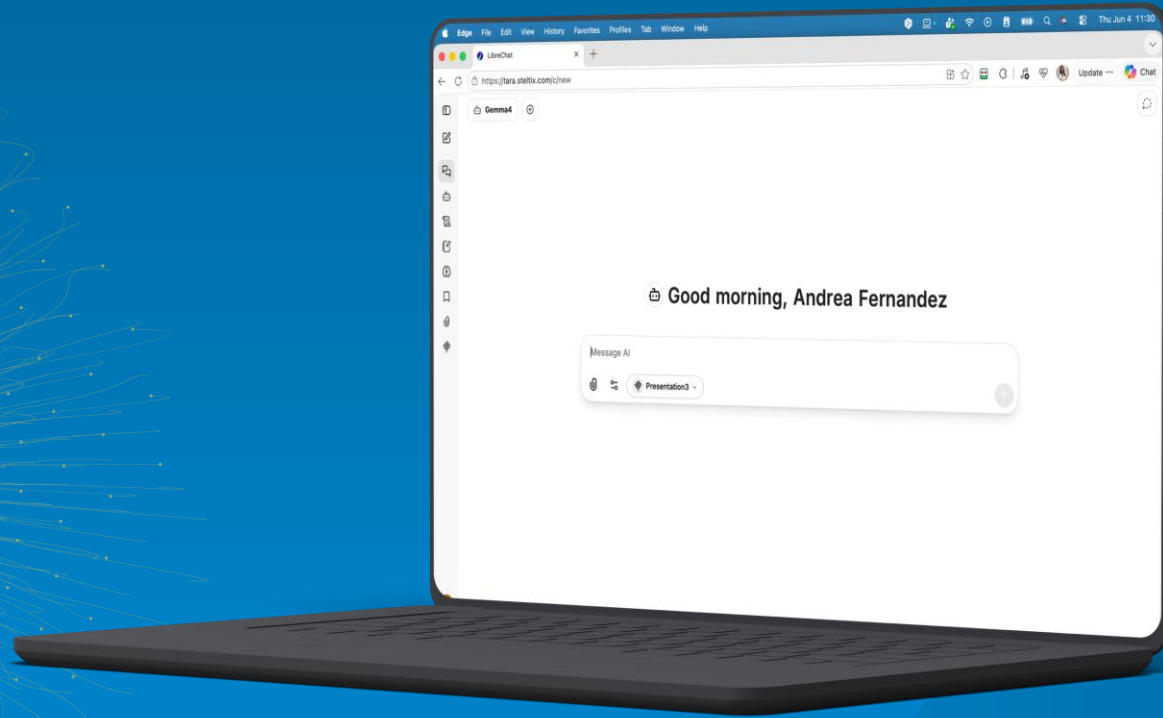 Edge File Edit View History Favorites Profiles Tab Window Help
Thu Jun 4 11:30
LibreChat
https://tara.steltix.com/c/new
Update
Chat
Gemma4
Good morning, Andrea Fernandez
Message AI
Presentation3